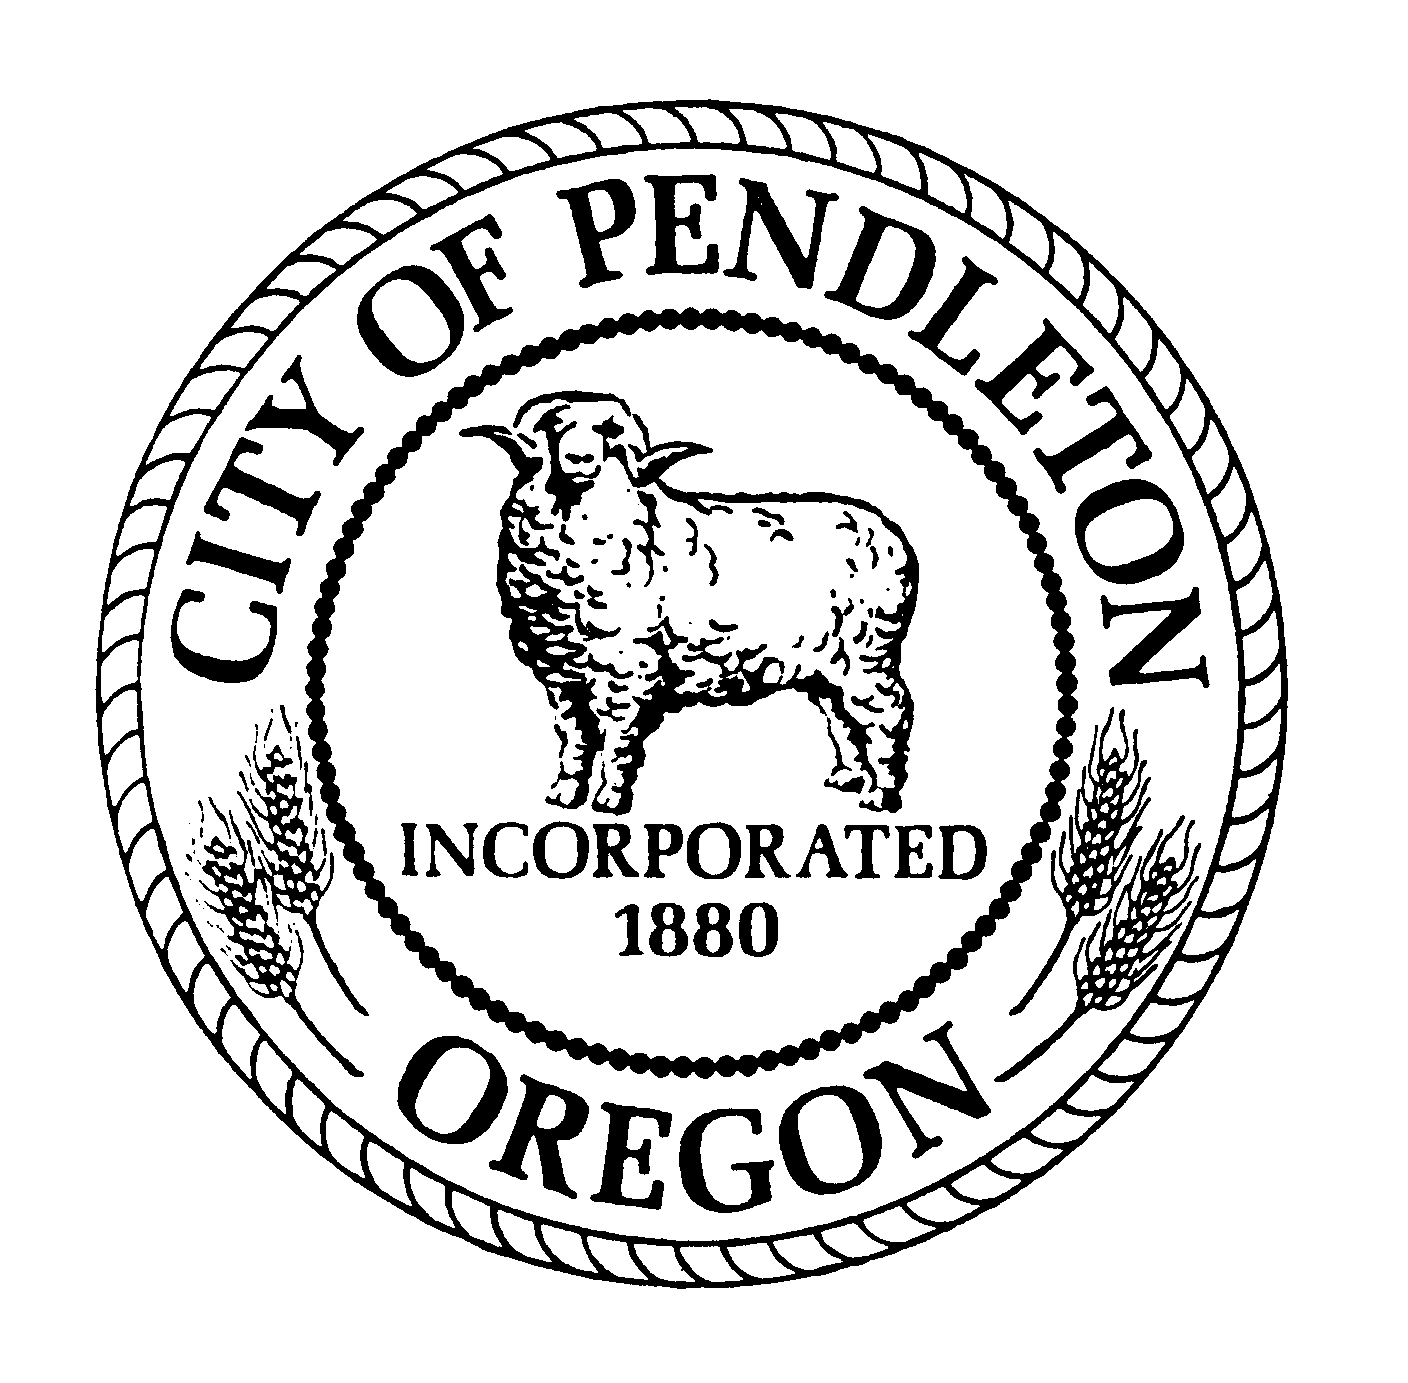 CITY OF PENDLETON
INCORPORATED
1880
OREGON